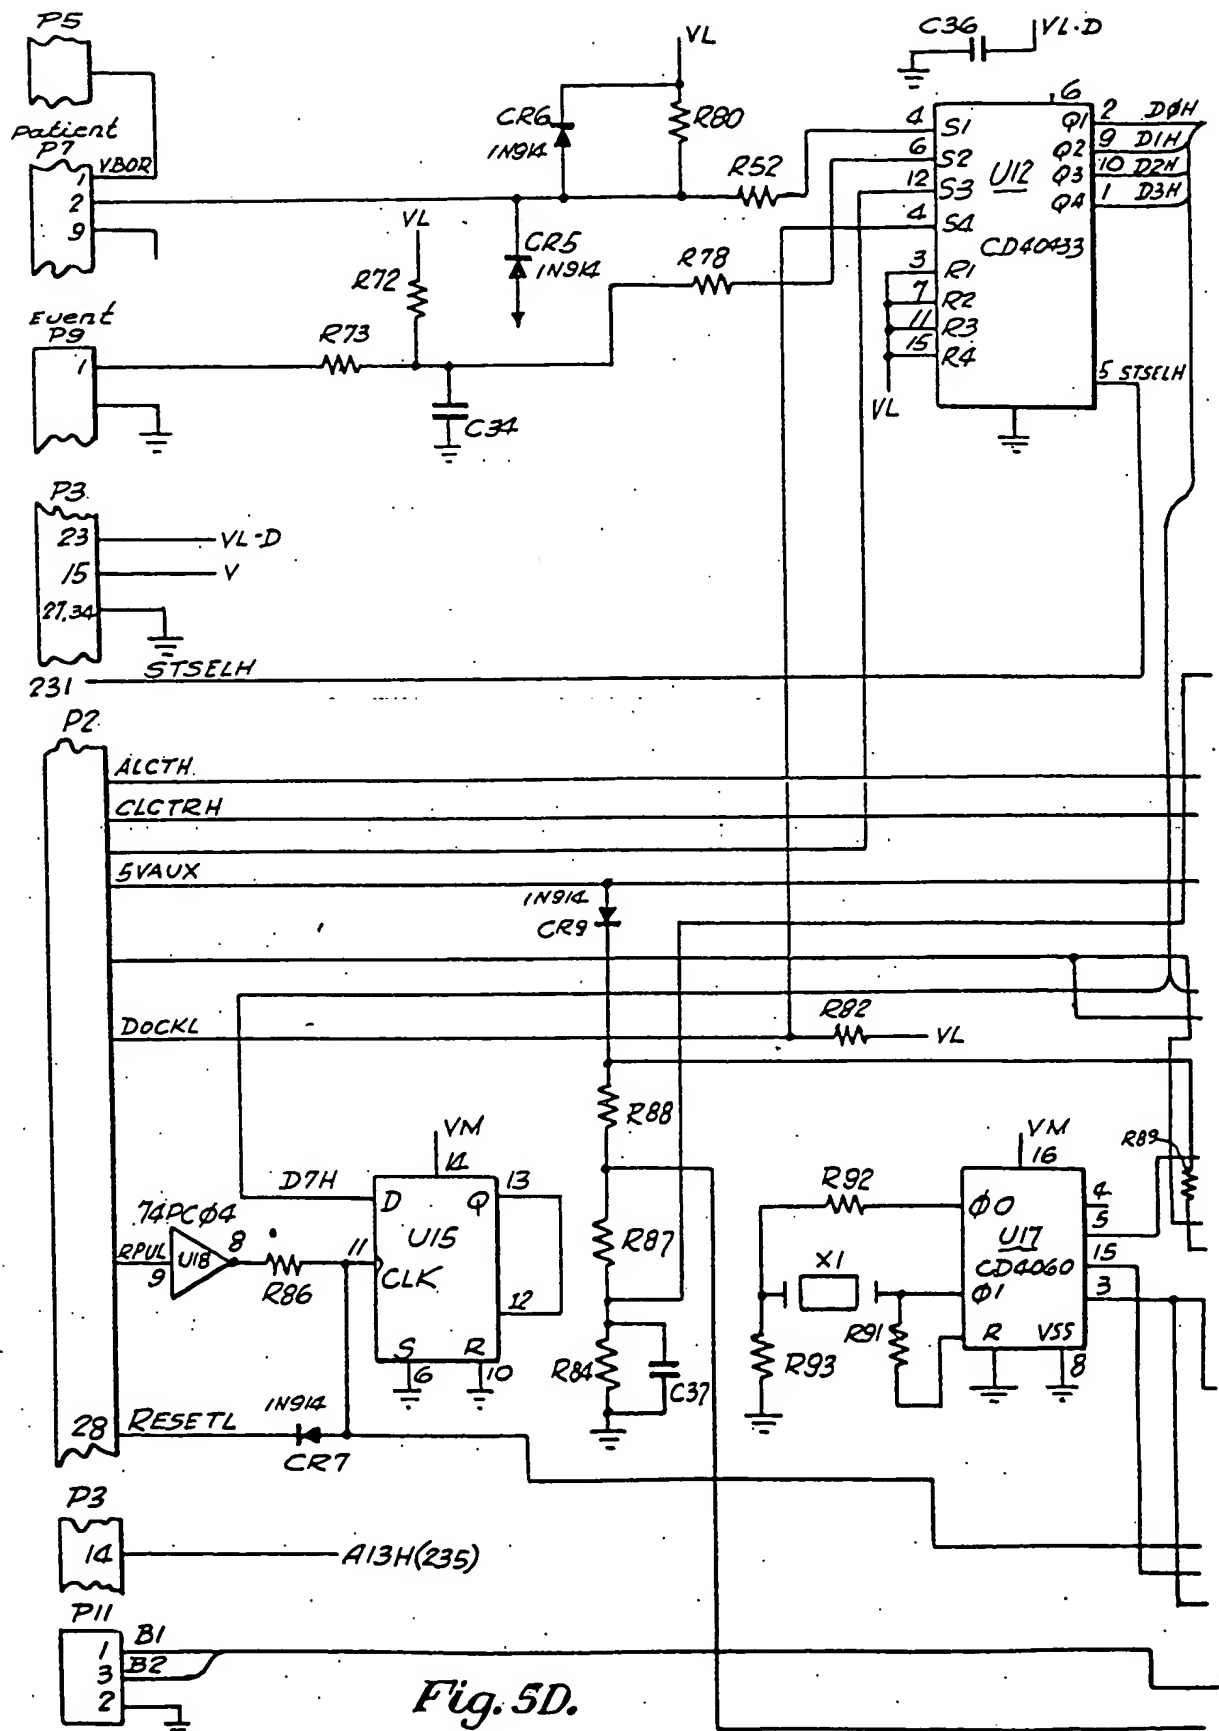 P5
C36
VL·D
VL
Patient
P7
1
VBOR
2
9
CR6
1N914
R80
R52
CR5
1N914
VL
R72
R78
R73
Event
P9
1
C34
6
4
S1
6
S2
12
S3
4
S4
3
R1
7
R2
11
R3
15
R4
VL
U12
CD40433
Q1
2
DØH
Q2
9
D1H
Q3
10
D2H
Q4
1
D3H
5
STSELH
P3
23
VL-D
15
V
27,34
231
STSELH
P2
ALCTH
CLCTRH
5VAUX
1N914
CR9
DOCKL
R82
VL
R88
VM
14
D7H
D
Q
13
U15
74PCØ4
RPUL
9
U18
8
R86
11
CLK
12
S
6
R
10
R87
R84
C37
28
RESETL
1N914
CR7
VM
16
R89
R92
ØO
4
5
U17
CD4060
15
X1
Ø1
3
R91
R93
R
VSS
8
P3
14
A13H(235)
P11
1
B1
3
B2
2
Fig. 5D.